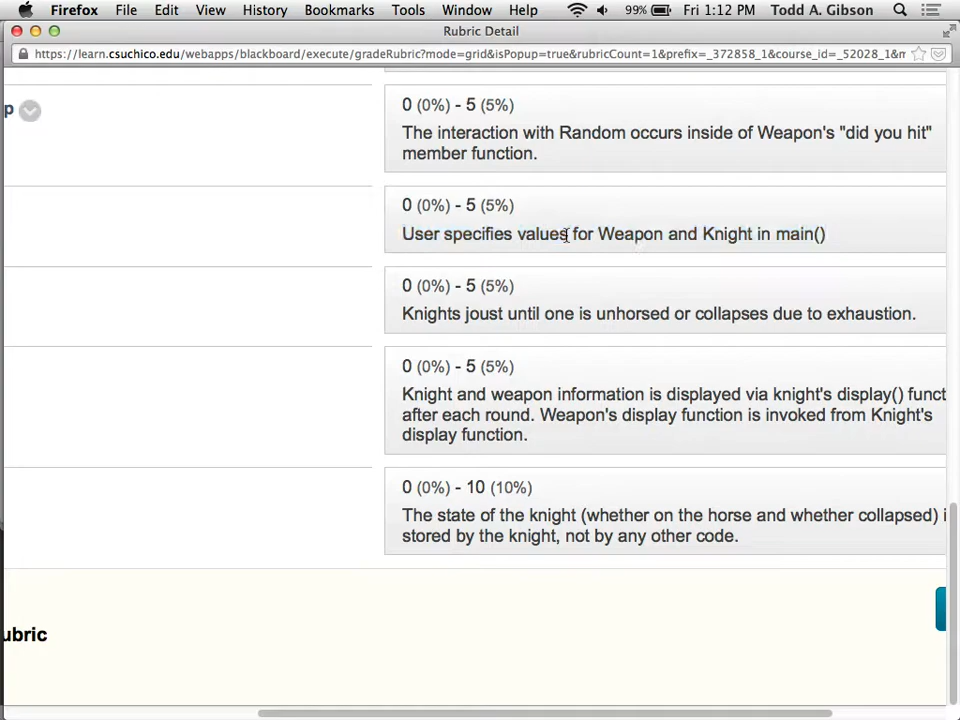 Firefox File Edit View History Bookmarks Tools Window Help 99% Fri 1:12 PM Todd A. Gibson
Rubric Detail
https://learn.csuchico.edu/webapps/blackboard/execute/gradeRubric?mode=grid&isPopup=true&rubricCount=1&prefix=_372858_1&course_id=_52028_1&m
p
0 (0%) - 5 (5%)
The interaction with Random occurs inside of Weapon's "did you hit"
member function.
0 (0%) - 5 (5%)
User specifies values for Weapon and Knight in main()
0 (0%) - 5 (5%)
Knights joust until one is unhorsed or collapses due to exhaustion.
0 (0%) - 5 (5%)
Knight and weapon information is displayed via knight's display() funct
after each round. Weapon's display function is invoked from Knight's
display function.
0 (0%) - 10 (10%)
The state of the knight (whether on the horse and whether collapsed) i
stored by the knight, not by any other code.
ubric